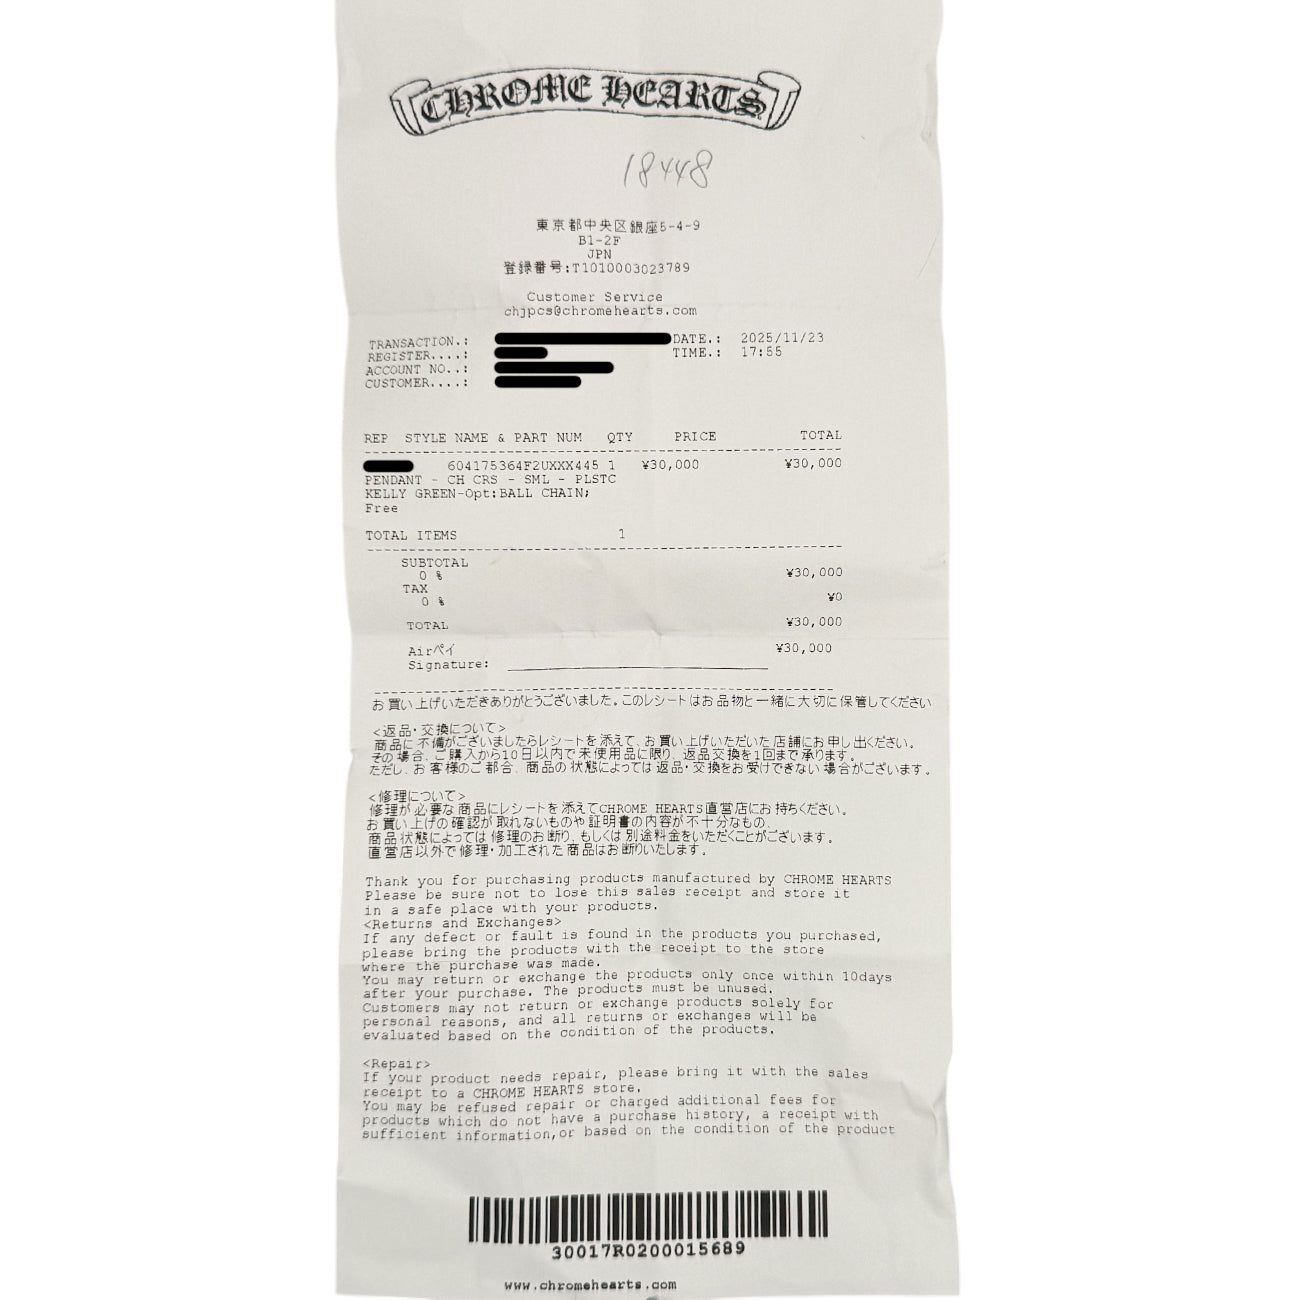 CHROME HEARTS
18448
東京都中央区銀座5-4-9
B1-2F
JPN
登録番号:T1010003023789
Customer Service
chjpcs@chromehearts.com
TRANSACTION.: DATE.: 2025/11/23
REGISTER....: TIME.: 17:55
ACCOUNT NO..:
CUSTOMER....:
REP STYLE NAME & PART NUM QTY PRICE TOTAL
604175364F2UXXX445 1 ¥30,000 ¥30,000
PENDANT - CH CRS - SML - PLSTC
KELLY GREEN-Opt:BALL CHAIN;
Free
TOTAL ITEMS 1
SUBTOTAL
0 % ¥30,000
TAX ¥0
0 %
TOTAL ¥30,000
Airペイ ¥30,000
Signature:
お買い上げいただきありがとうございました。このレシートはお品物と一緒に大切に保管してください
<返品・交換について>
商品に不備がございましたらレシートを添えて、お買い上げいただいた店舗にお申し出ください。
その場合、ご購入から10日以内で未使用品に限り、返品交換を1回まで承ります。
ただし、お客様のご都合、商品の状態によっては返品・交換をお受けできない場合がございます。
<修理について>
修理が必要な商品にレシートを添えてCHROME HEARTS直営店にお持ちください。
お買い上げの確認が取れないものや証明書の内容が不十分なもの、
商品状態によっては修理のお断り、もしくは別途料金をいただくことがございます。
直営店以外で修理・加工された商品はお断りいたします。
Thank you for purchasing products manufactured by CHROME HEARTS
Please be sure not to lose this sales receipt and store it
in a safe place with your products.
<Returns and Exchanges>
If any defect or fault is found in the products you purchased,
please bring the products with the receipt to the store
where the purchase was made.
You may return or exchange the products only once within 10days
after your purchase. The products must be unused.
Customers may not return or exchange products solely for
personal reasons, and all returns or exchanges will be
evaluated based on the condition of the products.
<Repair>
If your product needs repair, please bring it with the sales
receipt to a CHROME HEARTS store.
You may be refused repair or charged additional fees for
products which do not have a purchase history, a receipt with
sufficient information,or based on the condition of the product
30017R0200015689
www.chromehearts.com